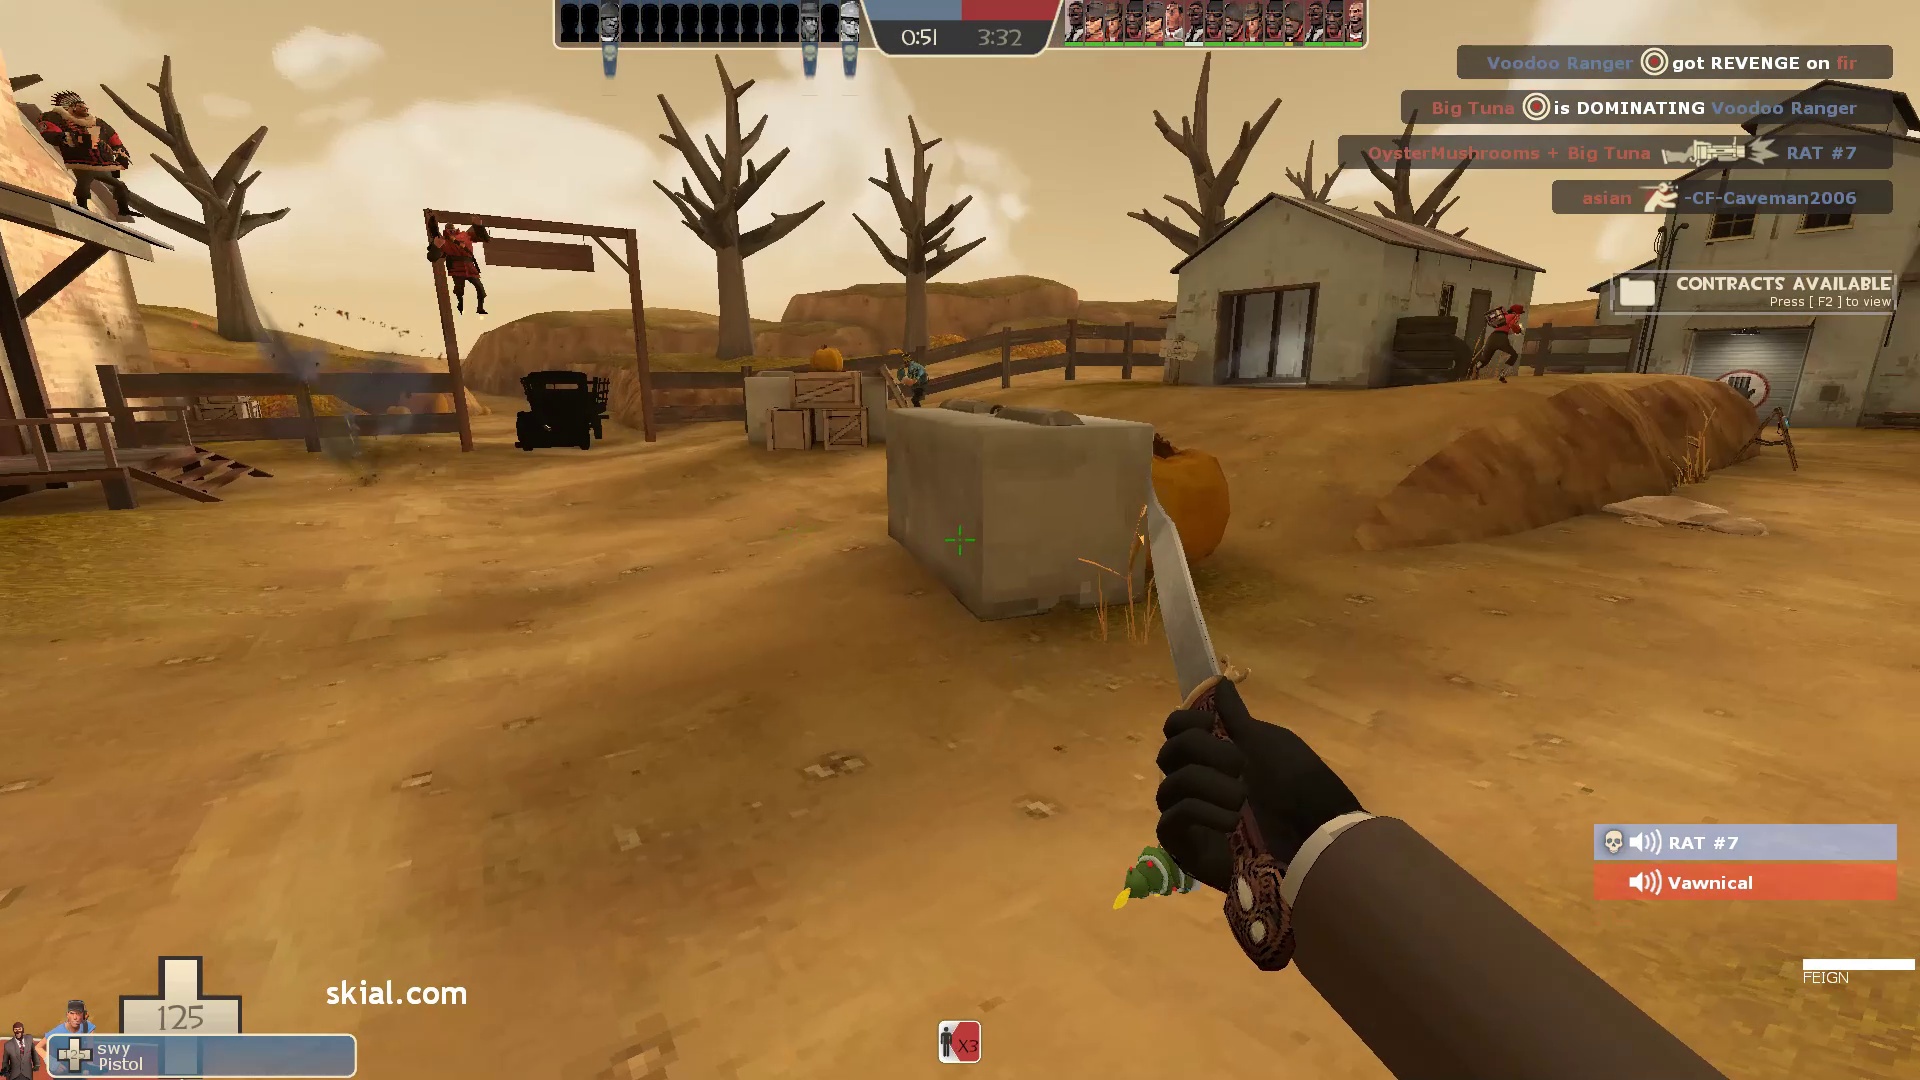 0:51 3:32
Voodoo Ranger got REVENGE on fir
Big Tuna is DOMINATING Voodoo Ranger
OysterMushrooms + Big Tuna RAT #7
asian -CF-Caveman2006
CONTRACTS AVAILABLE
Press [ F2 ] to view
RAT #7
Vawnical
FEIGN
skial.com
125
125
swy
Pistol
X3